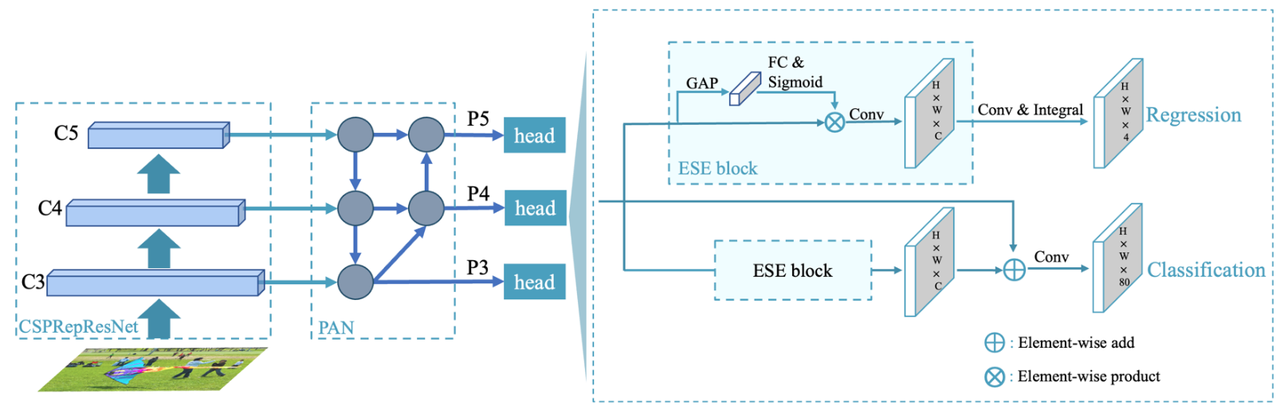 C5
C4
C3
CSPRepResNet
PAN
P5
P4
P3
head
head
head
GAP
FC &
Sigmoid
Conv
H
×
W
×
C
ESE block
Conv & Integral
H
×
W
×
4
Regression
ESE block
H
×
W
×
C
Conv
H
×
W
×
80
Classification
: Element-wise add
: Element-wise product